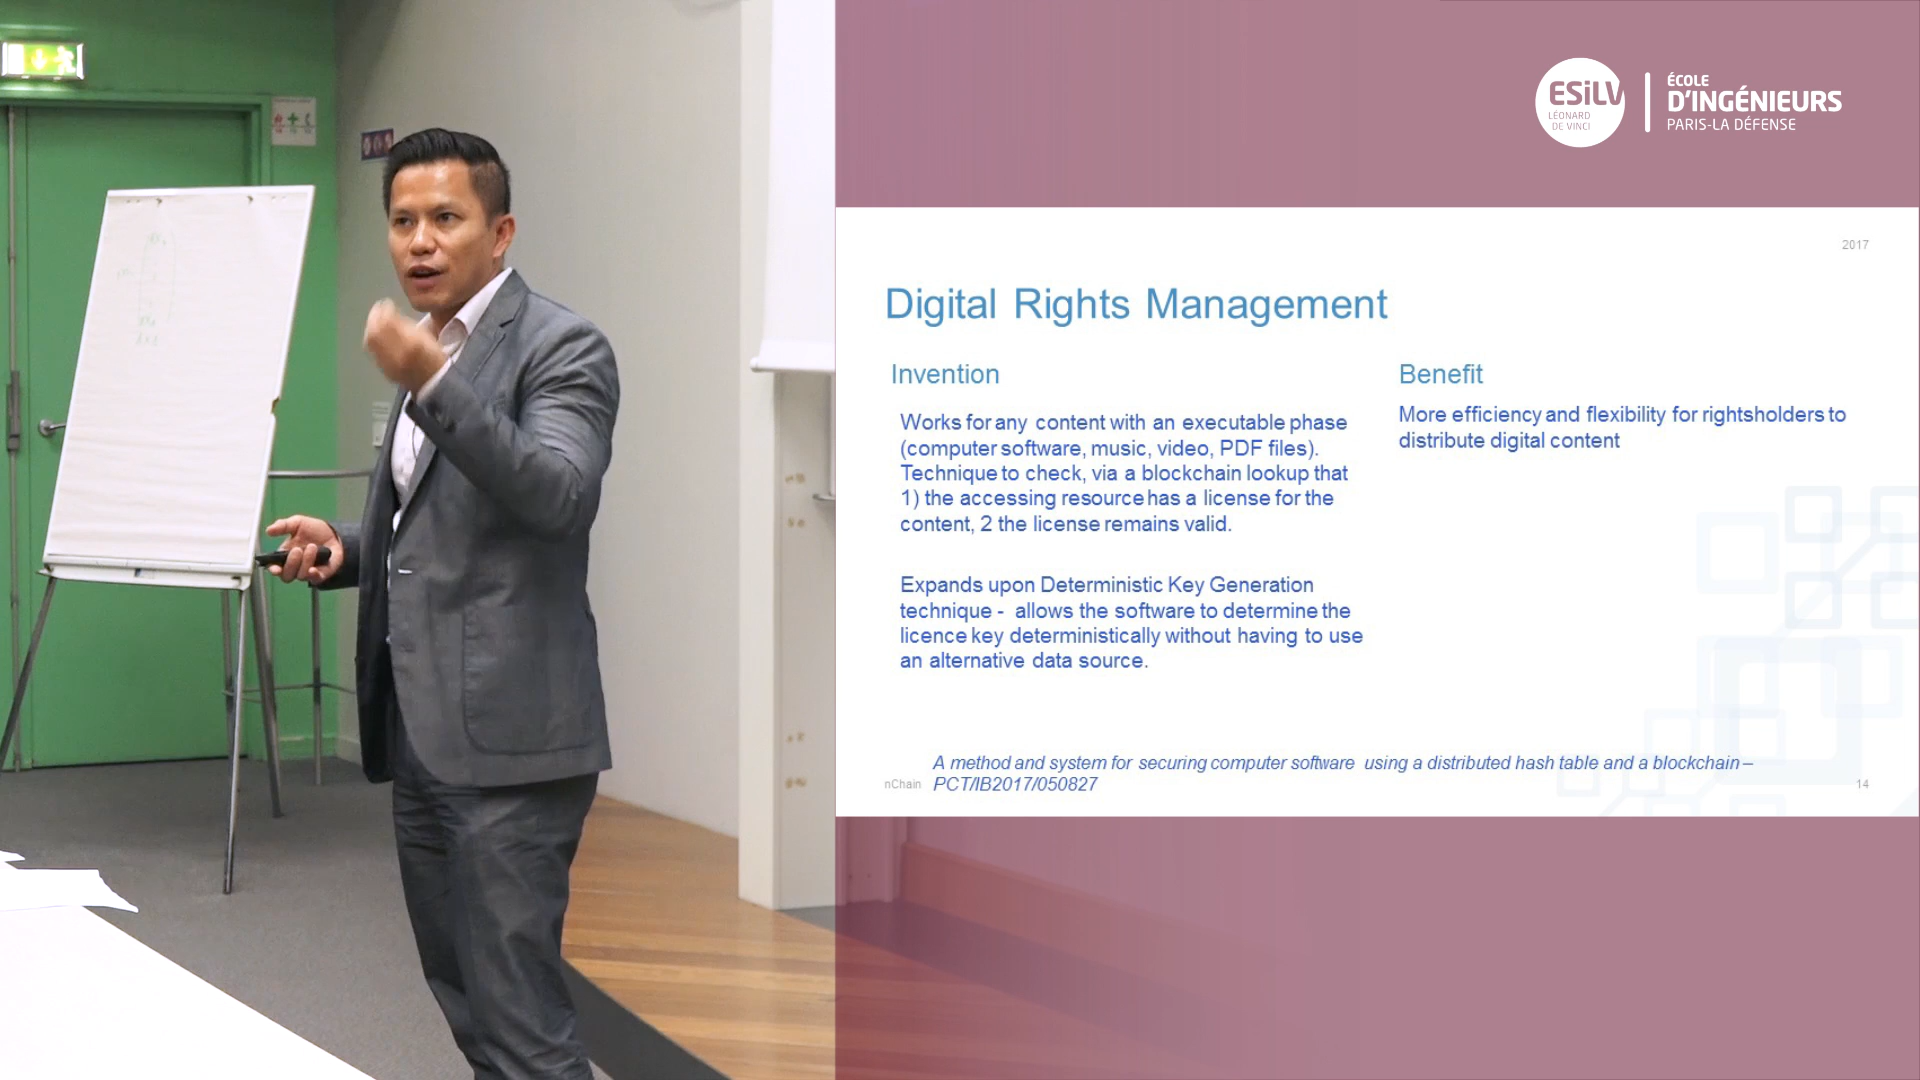 ESiLV
LÉONARD
DE VINCI
ÉCOLE
D'INGÉNIEURS
PARIS-LA DÉFENSE
2017
Digital Rights Management
Invention
Works for any content with an executable phase
(computer software, music, video, PDF files).
Technique to check, via a blockchain lookup that
1) the accessing resource has a license for the
content, 2 the license remains valid.
Expands upon Deterministic Key Generation
technique -  allows the software to determine the
licence key deterministically without having to use
an alternative data source.
Benefit
More efficiency and flexibility for rightsholders to
distribute digital content
A method and system for securing computer software  using a distributed hash table and a blockchain –
PCT/IB2017/050827
nChain
14